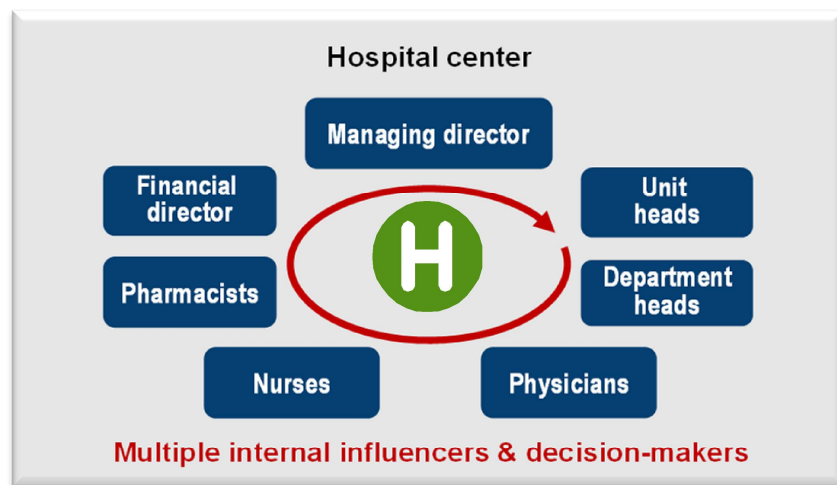 Hospital center
Managing director
Financial
director
Unit
heads
H
Pharmacists
Department
heads
Nurses
Physicians
Multiple internal influencers & decision-makers